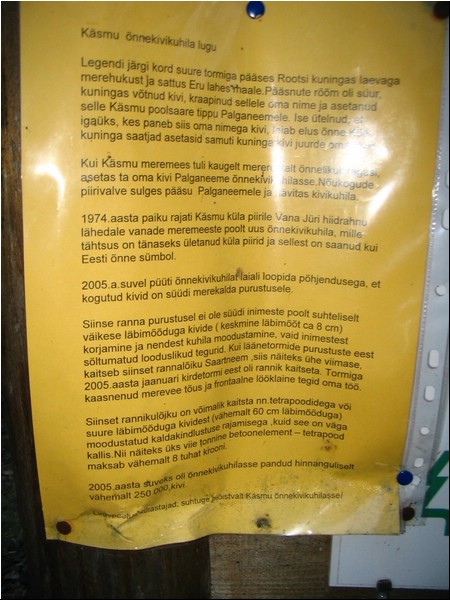 Käsmu õnnekivikuhila lugu
Legendi järgi kord suure tormiga pääses Rootsi kuningas laevaga
merehukust ja sattus Eru lahes maale. Pääsnute rõõm oli suur,
kuningas võtnud kivi, kraapinud sellele oma nime ja asetanud
selle Käsmu poolsaare tippu Palganeemele. Ise ütelnud, et
igaüks, kes paneb siis oma nimega kivi, leiab elus õnne
kuninga saatjad asetasid samuti kuninga kivi juurde oma
Kui Käsmu meremees tuli kaugelt
asetas ta oma kivi Palganeeme õnnekivikuhilasse. Nõukogude
piirivalve sulges pääsu Palganeemele ja hävitas kivikuhila.
1974.aasta paiku rajati Käsmu küla piirile Vana Jüri hiidrahnu
lähedale vanade meremeeste poolt uus õnnekivikuhila, mille
tähtsus on tänaseks ületanud küla piirid ja sellest on saanud kui
Eesti õnne sümbol.
2005.a.suvel püüti õnnekivikuhilat laiali loopida põhjendusega, et
kogutud kivid on süüdi merekalda purustusele.
Siinse ranna purustusel ei ole süüdi inimeste poolt suhteliselt
väikese läbimõõduga kivide ( keskmine läbimõõt ca 8 cm)
korjamine ja nendest kuhila moodustamine, vaid inimestest
sõltumatud looduslikud tegurid. Kui läänetormide purustuste eest
kaitseb siinset rannalõiku Saartneem ,siis näiteks ühe viimase,
2005.aasta jaanuari kirdetormi eest oli rannik kaitseta. Tormiga
kaasnenud merevee tõus ja frontaalne lööklaine tegid oma töö.
Siinset rannikulõiku on võimalik kaitsta nn.tetrapoodidega või
suure läbimõõduga kividest (vähemalt 60 cm läbimõõduga)
moodustatud kaldakindlustuse rajamisega ,kuid see on väga
kallis.Nii näiteks üks viie tonnine betoonelement – tetrapood
maksab vähemalt 8 tuhat krooni.
2005.aasta suveks oli õnnekivikuhilasse pandud hinnanguliselt
vähemalt 250 000 kivi.
suhtuge hoistvalt Käsmu õnnekivikuhilasse!